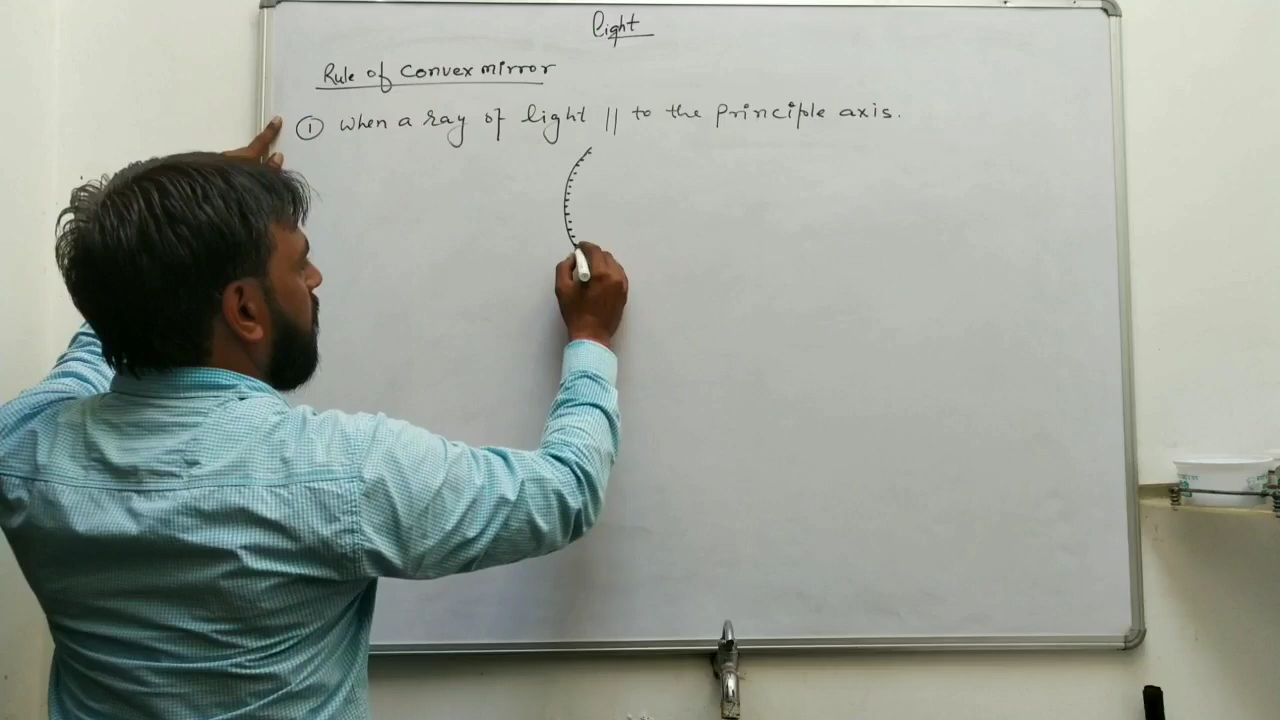 light
Rule of convex mirror
① when a ray of light || to the principle axis.